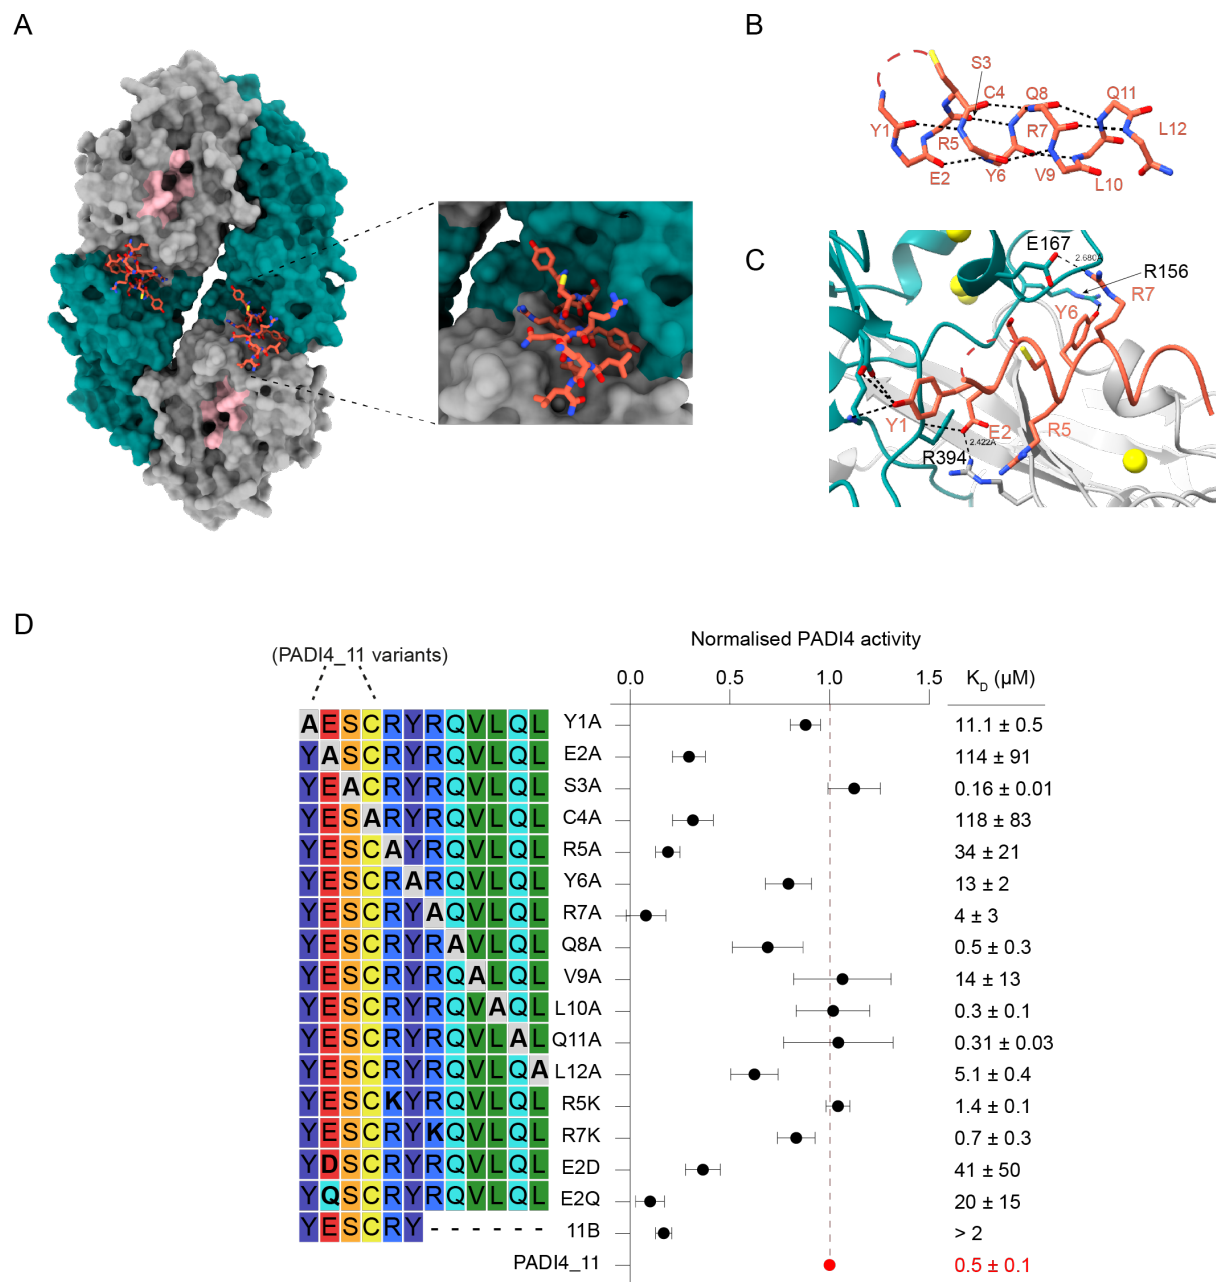 A
B
S3
C4
Q8
Q11
Y1
R5
R7
L12
E2
Y6
V9
L10
C
E167
2.680A
R156
R7
Y6
Y1
E2
R5
R394
2.422A
D
(PADI4_11 variants)
Normalised PADI4 activity
0.0 0.5 1.0 1.5 KD (µM)
AESCRYRQVLQL Y1A 11.1 ± 0.5
YASCRYRQVLQL E2A 114 ± 91
YEACRYRQVLQL S3A 0.16 ± 0.01
YESARYRQVLQL C4A 118 ± 83
YESCAYRQVLQL R5A 34 ± 21
YESCRARQVLQL Y6A 13 ± 2
YESCRYAQVLQL R7A 4 ± 3
YESCRYRAVLQL Q8A 0.5 ± 0.3
YESCRYRQALQL V9A 14 ± 13
YESCRYRQVAQL L10A 0.3 ± 0.1
YESCRYRQVLAL Q11A 0.31 ± 0.03
YESCRYRQVLQA L12A 5.1 ± 0.4
YESCKYRQVLQL R5K 1.4 ± 0.1
YESCRYKQVLQL R7K 0.7 ± 0.3
YDSCRYRQVLQL E2D 41 ± 50
YQSCRYRQVLQL E2Q 20 ± 15
YESCRY------ 11B > 2
PADI4_11 0.5 ± 0.1